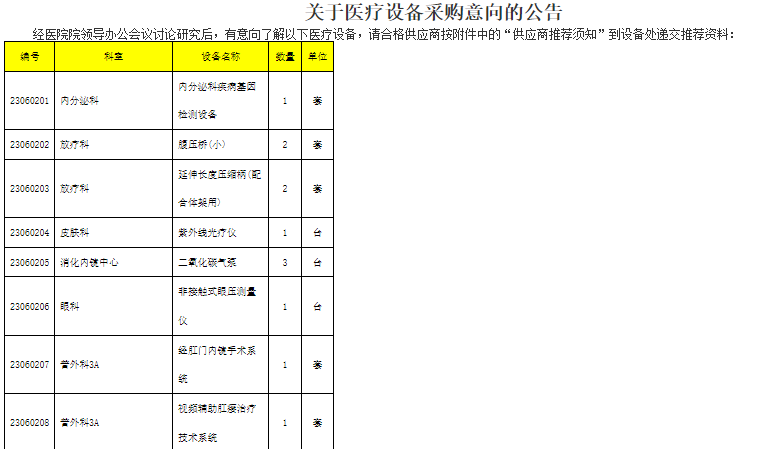 关于医疗设备采购意向的公告
经医院院领导办公会议讨论研究后，有意向了解以下医疗设备，请合格供应商按附件中的“供应商推荐须知”到设备处递交推荐资料：
编号 科室 设备名称 数量 单位
23060201 内分泌科 内分泌科疾病基因检测设备 1 套
23060202 放疗科 腹压桥(小) 2 套
23060203 放疗科 延伸长度压缩柄(配合体架用) 2 套
23060204 皮肤科 紫外线光疗仪 1 台
23060205 消化内镜中心 二氧化碳气泵 3 台
23060206 眼科 非接触式眼压测量仪 1 台
23060207 普外科3A 经肛门内镜手术系统 1 套
23060208 普外科3A 视频辅助肛瘘治疗技术系统 1 套